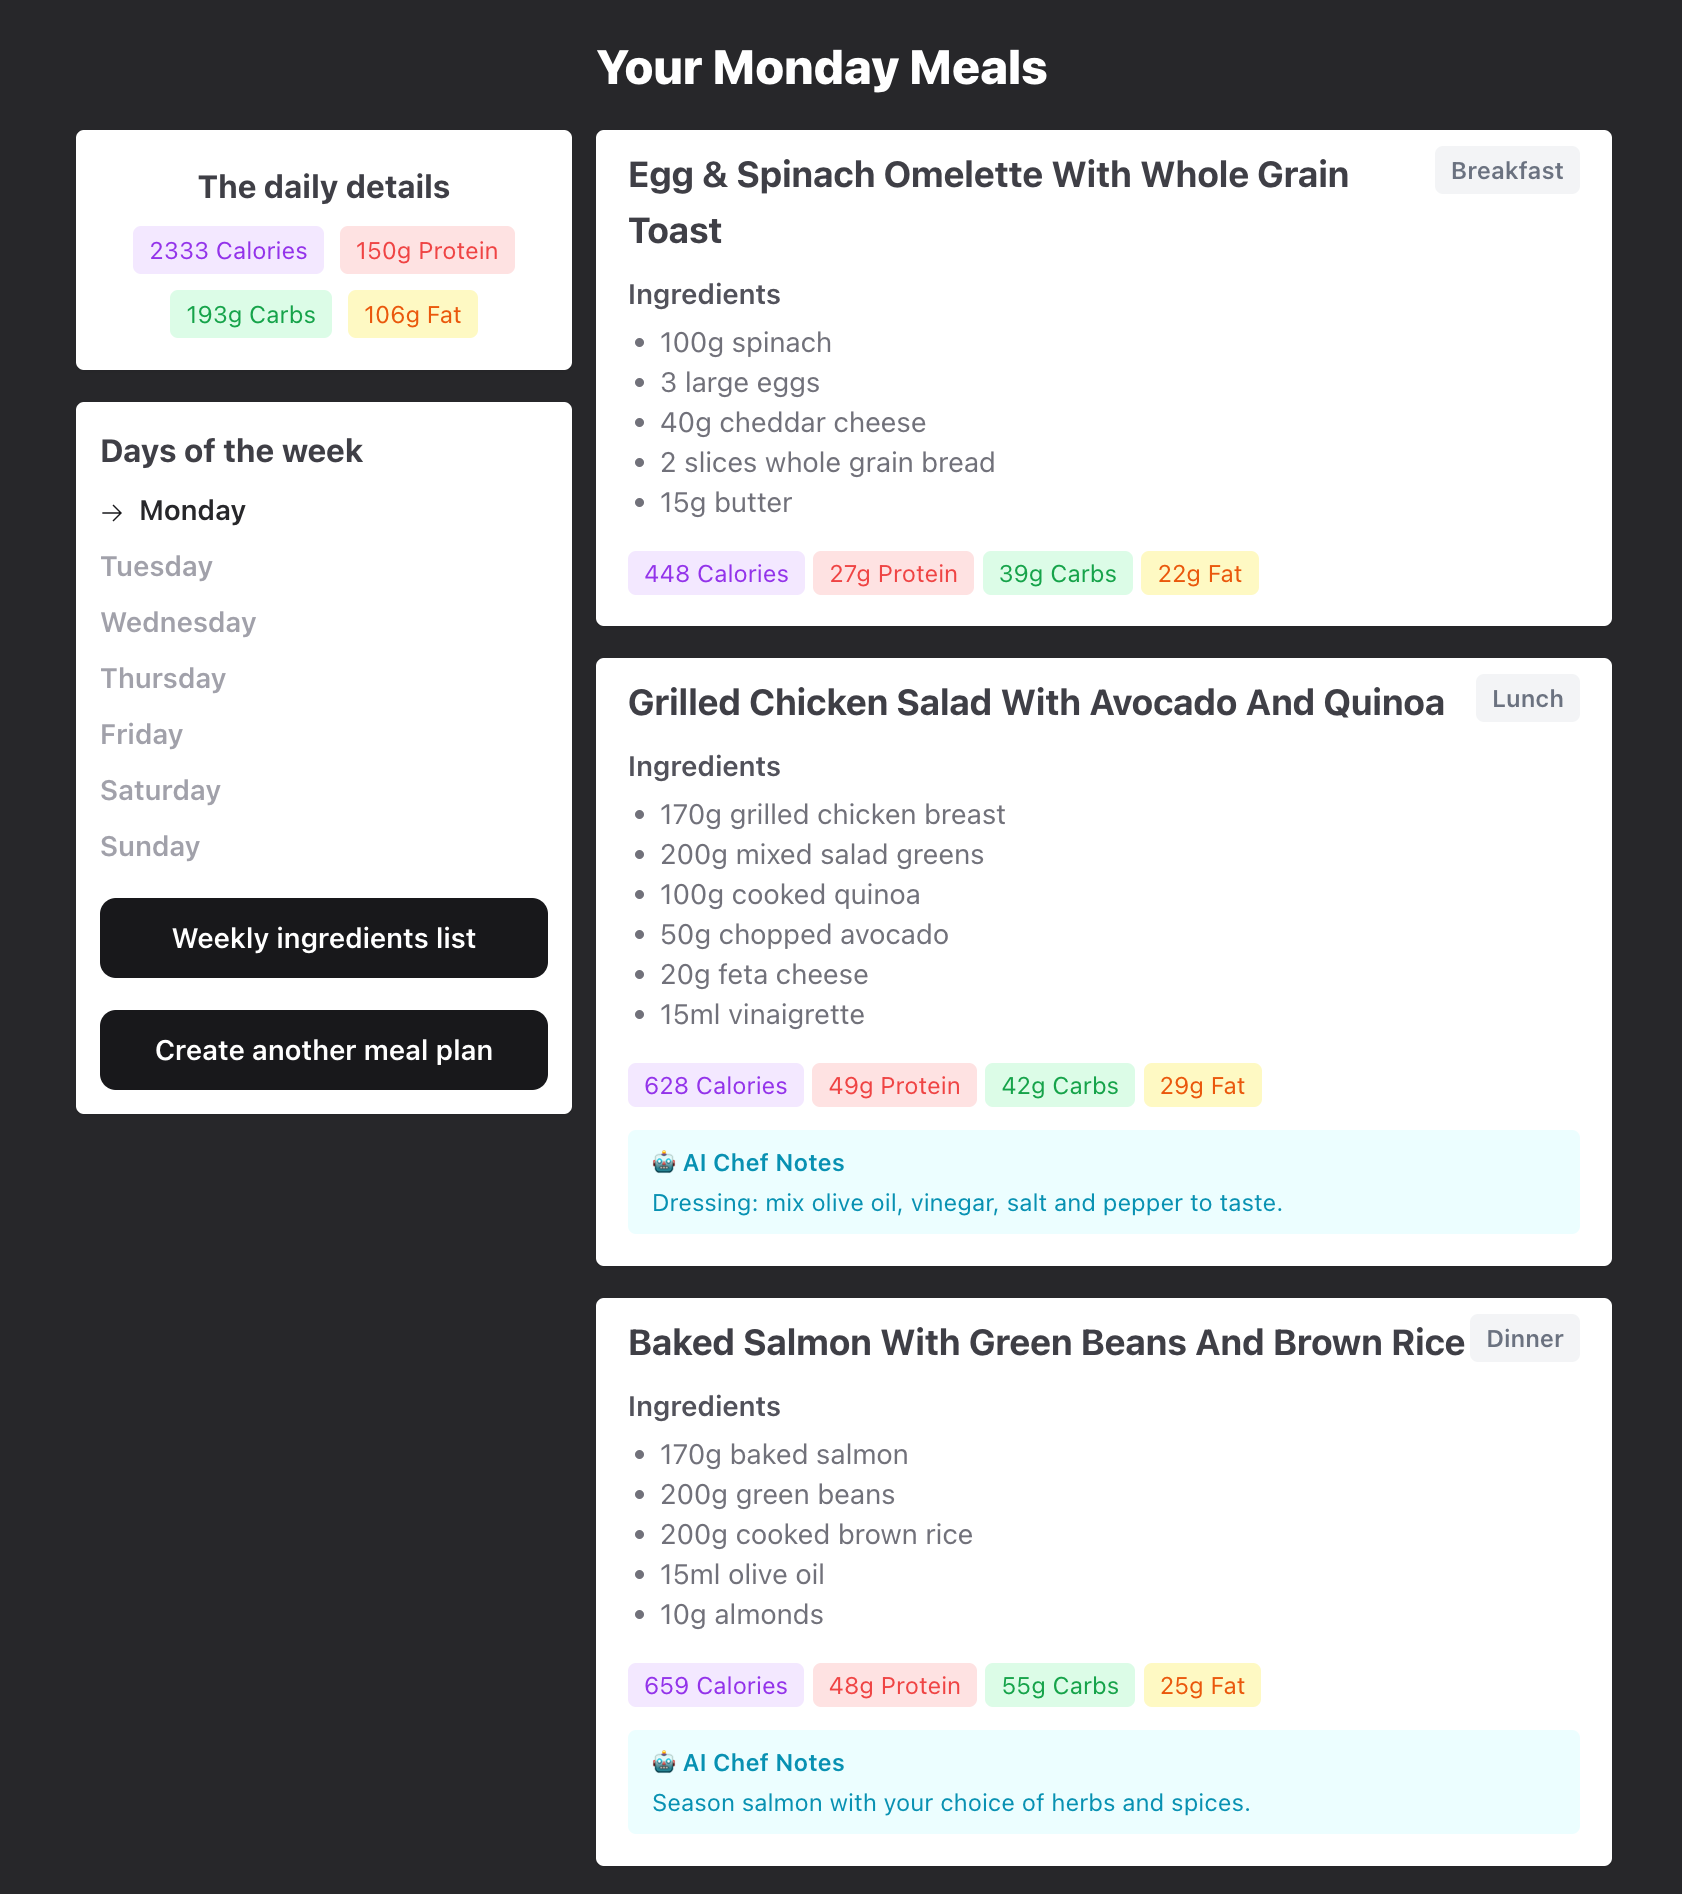 Your Monday Meals
The daily details
2333 Calories
150g Protein
193g Carbs
106g Fat
Days of the week
→ Monday
Tuesday
Wednesday
Thursday
Friday
Saturday
Sunday
Weekly ingredients list
Create another meal plan
Egg & Spinach Omelette With Whole Grain
Toast
Breakfast
Ingredients
• 100g spinach
• 3 large eggs
• 40g cheddar cheese
• 2 slices whole grain bread
• 15g butter
448 Calories
27g Protein
39g Carbs
22g Fat
Grilled Chicken Salad With Avocado And Quinoa
Lunch
Ingredients
• 170g grilled chicken breast
• 200g mixed salad greens
• 100g cooked quinoa
• 50g chopped avocado
• 20g feta cheese
• 15ml vinaigrette
628 Calories
49g Protein
42g Carbs
29g Fat
🤖 AI Chef Notes
Dressing: mix olive oil, vinegar, salt and pepper to taste.
Baked Salmon With Green Beans And Brown Rice
Dinner
Ingredients
• 170g baked salmon
• 200g green beans
• 200g cooked brown rice
• 15ml olive oil
• 10g almonds
659 Calories
48g Protein
55g Carbs
25g Fat
🤖 AI Chef Notes
Season salmon with your choice of herbs and spices.